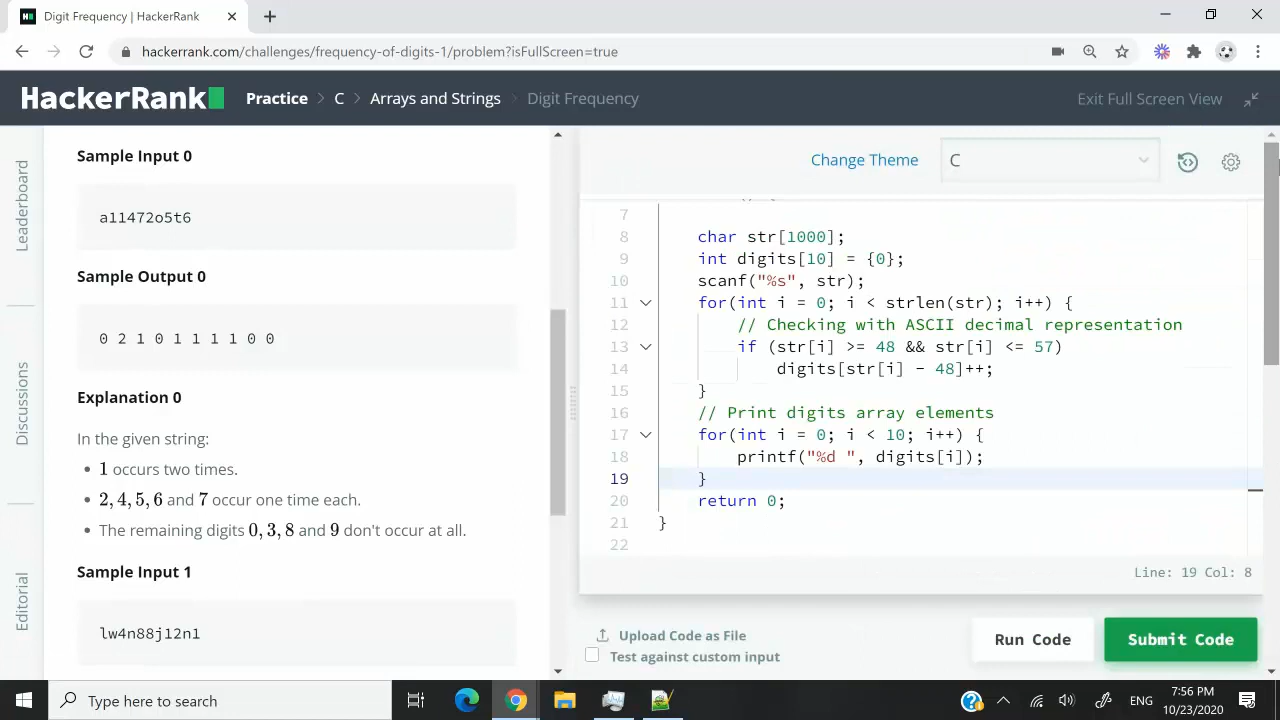 Digit Frequency | HackerRank
hackerrank.com/challenges/frequency-of-digits-1/problem?isFullScreen=true
HackerRank
Practice > C > Arrays and Strings > Digit Frequency
Exit Full Screen View
Leaderboard
Discussions
Editorial
Sample Input 0
a11472o5t6
Sample Output 0
0 2 1 0 1 1 1 1 0 0
Explanation 0
In the given string:
• 1 occurs two times.
• 2, 4, 5, 6 and 7 occur one time each.
• The remaining digits 0, 3, 8 and 9 don't occur at all.
Sample Input 1
lw4n88j12n1
Change Theme
C
7
8 char str[1000];
9 int digits[10] = {0};
10 scanf("%s", str);
11 for(int i = 0; i < strlen(str); i++) {
12 // Checking with ASCII decimal representation
13 if (str[i] >= 48 && str[i] <= 57)
14 digits[str[i] - 48]++;
15 }
16 // Print digits array elements
17 for(int i = 0; i < 10; i++) {
18 printf("%d ", digits[i]);
19 }
20 return 0;
21 }
22
Line: 19 Col: 8
Upload Code as File
Test against custom input
Run Code
Submit Code
Type here to search
ENG
7:56 PM
10/23/2020